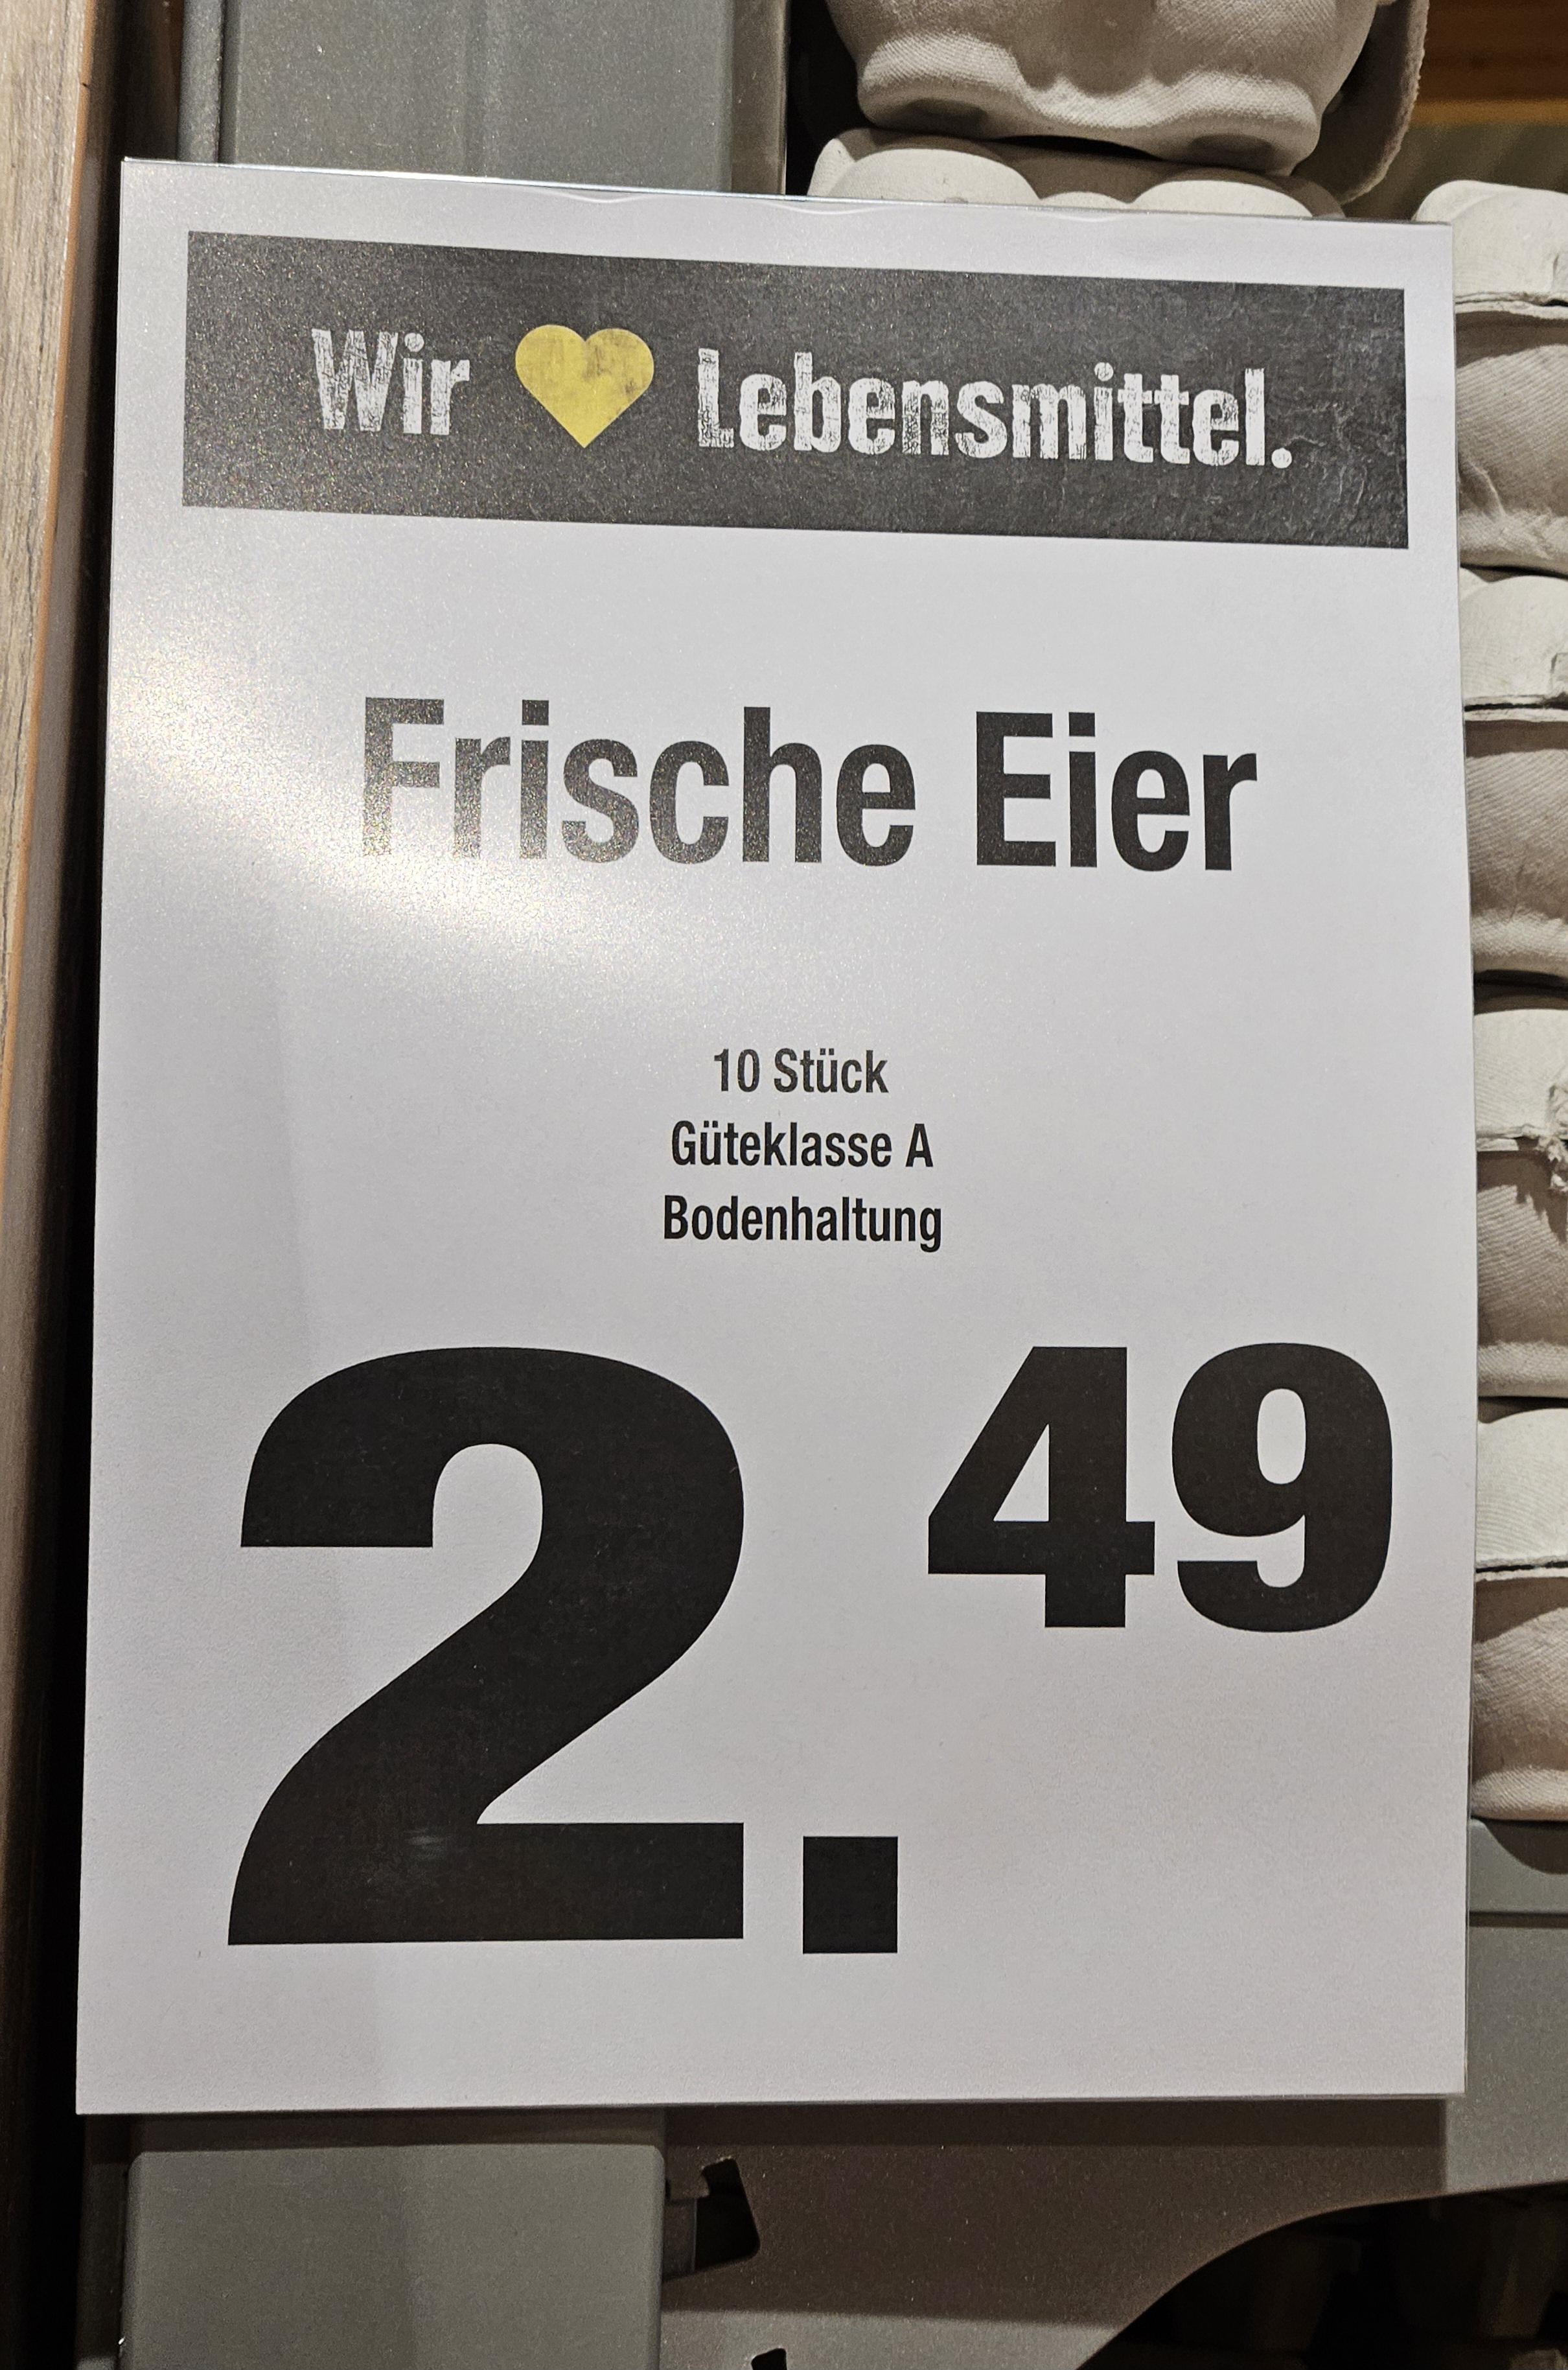 Wir 💛 Lebensmittel.
Frische Eier
10 Stück
Güteklasse A
Bodenhaltung
2.49